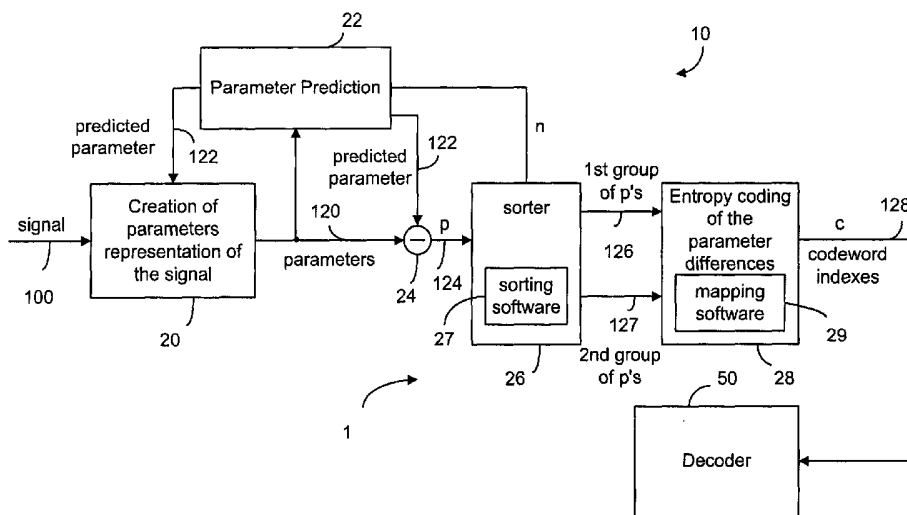 22
10
Parameter Prediction
predicted
parameter
122
predicted
parameter
122
n
signal
100
Creation of
parameters
representation of
the signal
20
120
parameters
24
p
124
sorter
sorting
software
27
26
1st group
of p's
126
127
2nd group
of p's
Entropy coding
of the
parameter
differences
mapping
software
29
28
c
128
codeword
indexes
1
50
Decoder